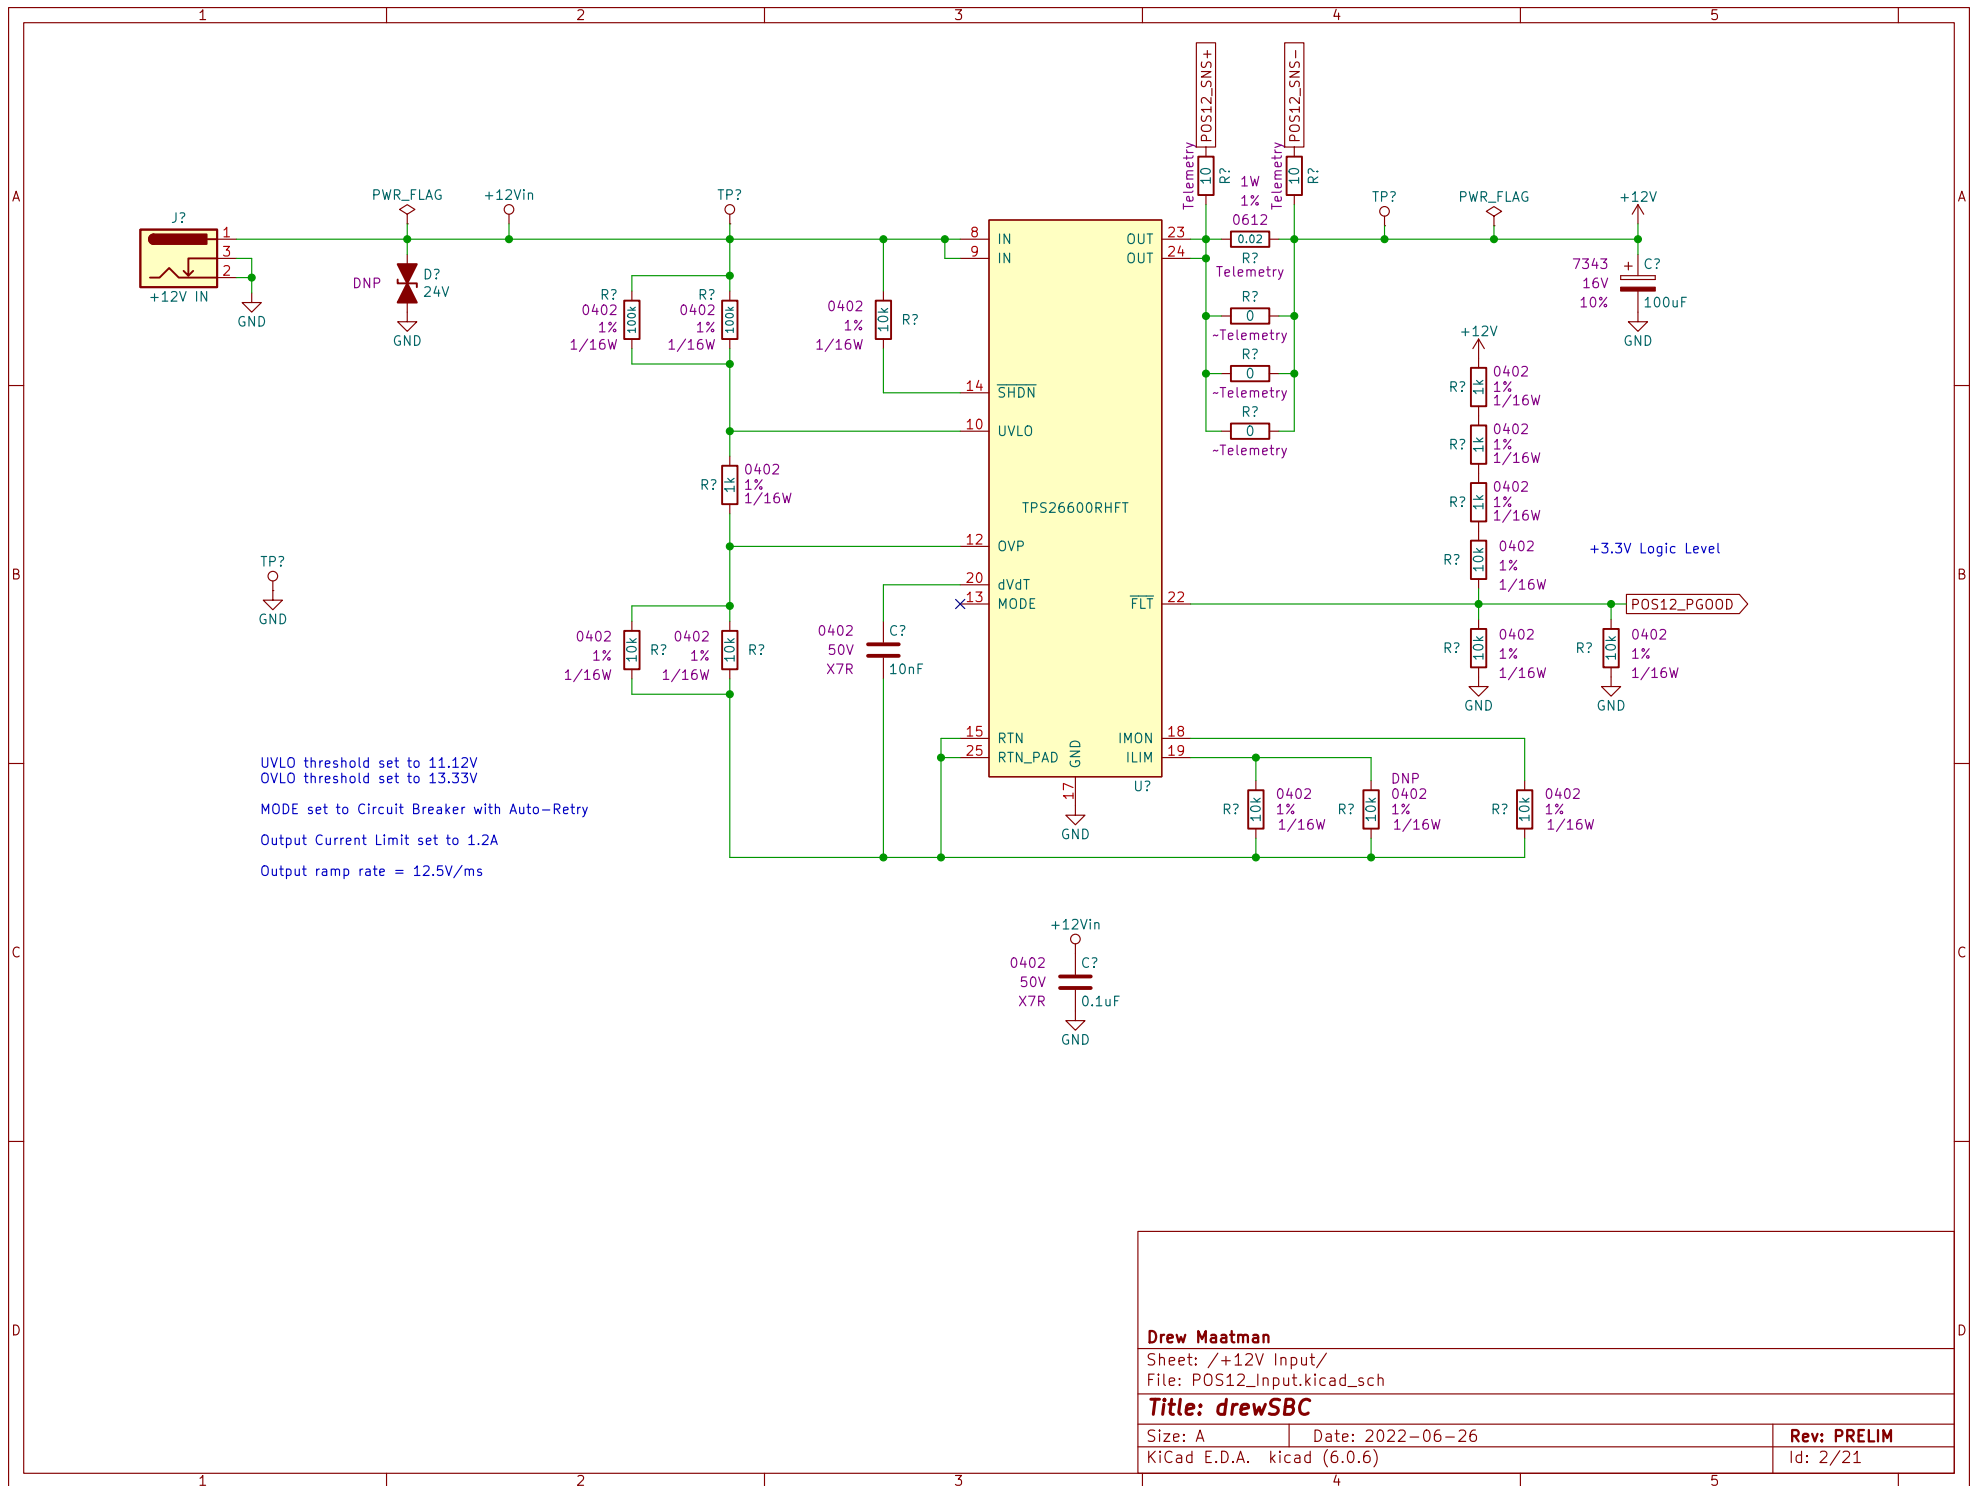 1 2 3 4 5
A
B
C
D
A
B
C
D
1 2 3 4 5
J?
1
3
2
+12V IN
GND
PWR_FLAG
DNP
D?
24V
GND
+12Vin
TP?
R?
0402
1%
1/16W
100k
R?
0402
1%
1/16W
100k
0402
1%
1/16W
10k
R?
R?
1k
0402
1%
1/16W
0402
1%
1/16W
10k
R?
0402
1%
1/16W
10k
R?
0402
50V
X7R
C?
10nF
TP?
GND
8 IN
9 IN
14 SHDN
10 UVLO
12 OVP
20 dVdT
13 MODE
15 RTN
25 RTN_PAD
TPS26600RHFT
OUT 23
OUT 24
FLT 22
IMON 18
ILIM 19
GND
17
U?
GND
POS12_SNS+
POS12_SNS-
Telemetry
10
R?
Telemetry
10
R?
1W
1%
0612
0.02
R?
Telemetry
R?
0
~Telemetry
R?
0
~Telemetry
R?
0
~Telemetry
TP?
PWR_FLAG
+12V
7343
16V
10%
+
C?
100uF
GND
+12V
R?
1k
0402
1%
1/16W
R?
1k
0402
1%
1/16W
R?
1k
0402
1%
1/16W
R?
10k
0402
1%
1/16W
+3.3V Logic Level
POS12_PGOOD
R?
10k
0402
1%
1/16W
GND
R?
10k
0402
1%
1/16W
GND
R?
10k
0402
1%
1/16W
R?
10k
DNP
0402
1%
1/16W
R?
10k
0402
1%
1/16W
UVLO threshold set to 11.12V
OVLO threshold set to 13.33V
MODE set to Circuit Breaker with Auto-Retry
Output Current Limit set to 1.2A
Output ramp rate = 12.5V/ms
+12Vin
0402
50V
X7R
C?
0.1uF
GND
Drew Maatman
Sheet: /+12V Input/
File: POS12_Input.kicad_sch
Title: drewSBC
Size: A Date: 2022-06-26 Rev: PRELIM
KiCad E.D.A. kicad (6.0.6) Id: 2/21